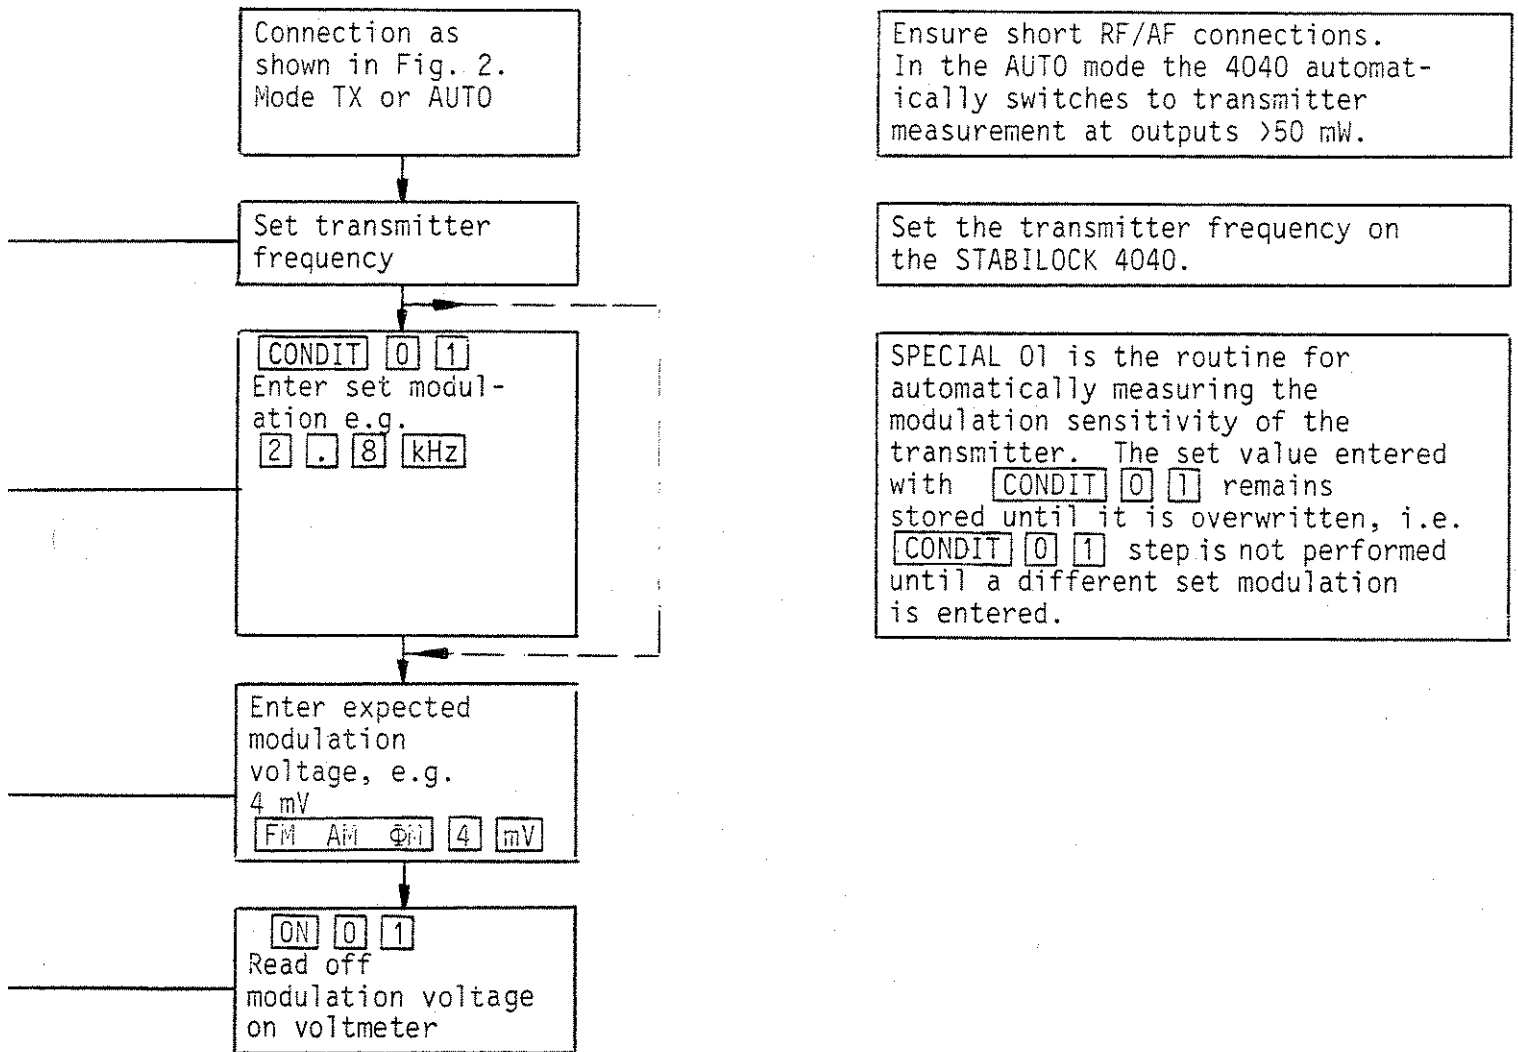 Connection as
shown in Fig. 2.
Mode TX or AUTO
Ensure short RF/AF connections.
In the AUTO mode the 4040 automat-
ically switches to transmitter
measurement at outputs >50 mW.
Set transmitter
frequency
Set the transmitter frequency on
the STABILOCK 4040.
CONDIT 0 1
Enter set modul-
ation e.g.
2 . 8 kHz
SPECIAL 01 is the routine for
automatically measuring the
modulation sensitivity of the
transmitter. The set value entered
with CONDIT 0 1 remains
stored until it is overwritten, i.e.
CONDIT 0 1 step is not performed
until a different set modulation
is entered.
Enter expected
modulation
voltage, e.g.
4 mV
FM AM ΦM 4 mV
ON 0 1
Read off
modulation voltage
on voltmeter